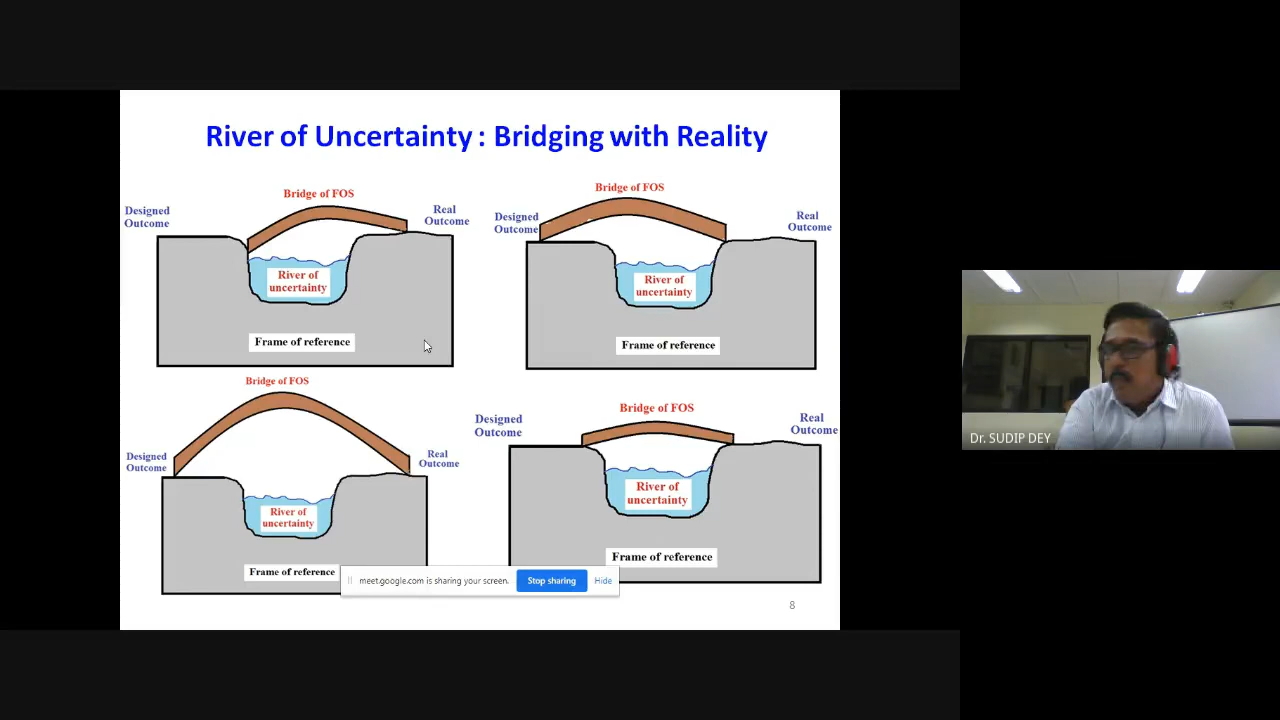 River of Uncertainty : Bridging with Reality
Bridge of FOS
Designed
Outcome
Real
Outcome
River of
uncertainty
Frame of reference
Bridge of FOS
Designed
Outcome
Real
Outcome
River of
uncertainty
Frame of reference
Bridge of FOS
Designed
Outcome
Real
Outcome
River of
uncertainty
Frame of reference
Bridge of FOS
Designed
Outcome
Real
Outcome
River of
uncertainty
Frame of reference
meet.google.com is sharing your screen.
Stop sharing
Hide
8
Dr. SUDIP DEY